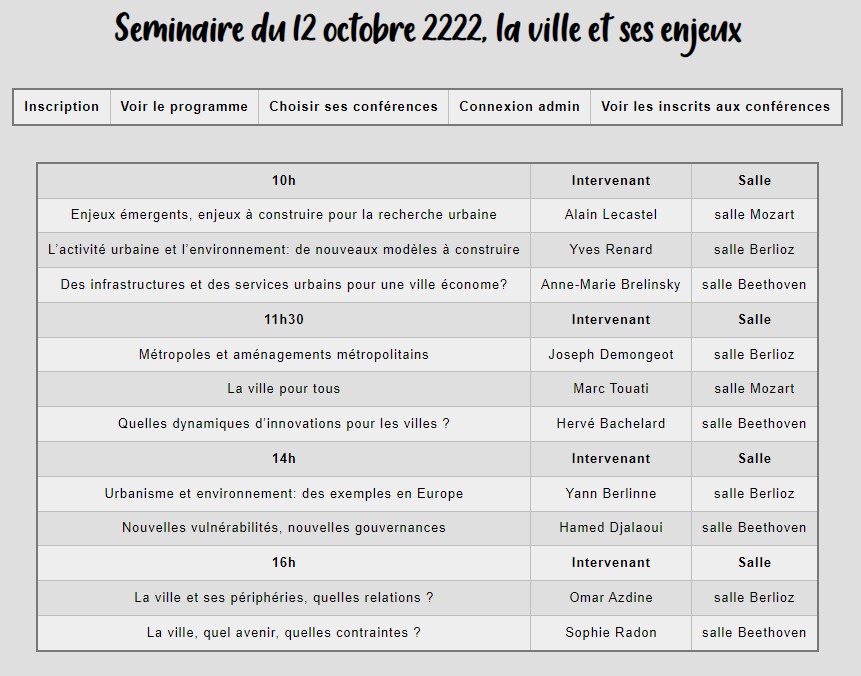 Seminaire du 12 octobre 2222, la ville et ses enjeux
Inscription Voir le programme Choisir ses conférences Connexion admin Voir les inscrits aux conférences
10h Intervenant Salle
Enjeux émergents, enjeux à construire pour la recherche urbaine Alain Lecastel salle Mozart
L'activité urbaine et l'environnement: de nouveaux modèles à construire Yves Renard salle Berlioz
Des infrastructures et des services urbains pour une ville économe? Anne-Marie Brelinsky salle Beethoven
11h30 Intervenant Salle
Métropoles et aménagements métropolitains Joseph Demongeot salle Berlioz
La ville pour tous Marc Touati salle Mozart
Quelles dynamiques d'innovations pour les villes ? Hervé Bachelard salle Beethoven
14h Intervenant Salle
Urbanisme et environnement: des exemples en Europe Yann Berlinne salle Berlioz
Nouvelles vulnérabilités, nouvelles gouvernances Hamed Djalaoui salle Beethoven
16h Intervenant Salle
La ville et ses périphéries, quelles relations ? Omar Azdine salle Berlioz
La ville, quel avenir, quelles contraintes ? Sophie Radon salle Beethoven